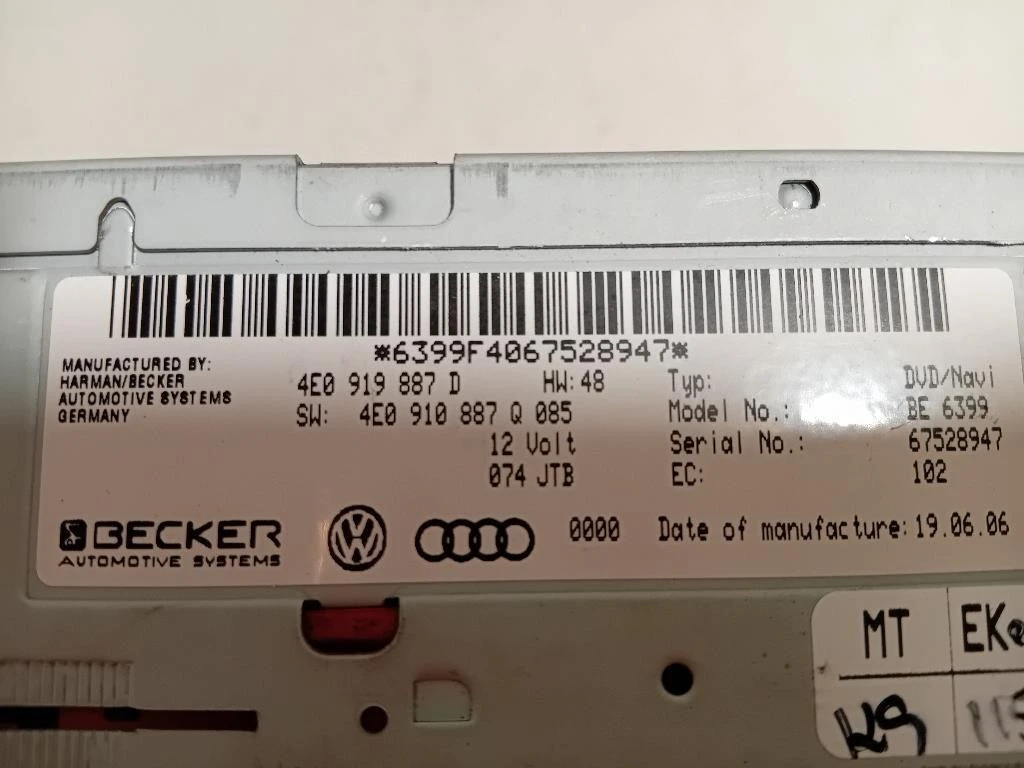 *6399F4067528947*
MANUFACTURED BY:
HARMAN/BECKER
AUTOMOTIVE SYSTEMS
GERMANY
4E0 919 887 D HW: 48
SW: 4E0 910 887 Q 085
12 Volt
074 JTB
Typ: DVD/Navi
Model No.: BE 6399
Serial No.: 67528947
EC: 102
BECKER
AUTOMOTIVE SYSTEMS
0000 Date of manufacture: 19.06.06
MT EK